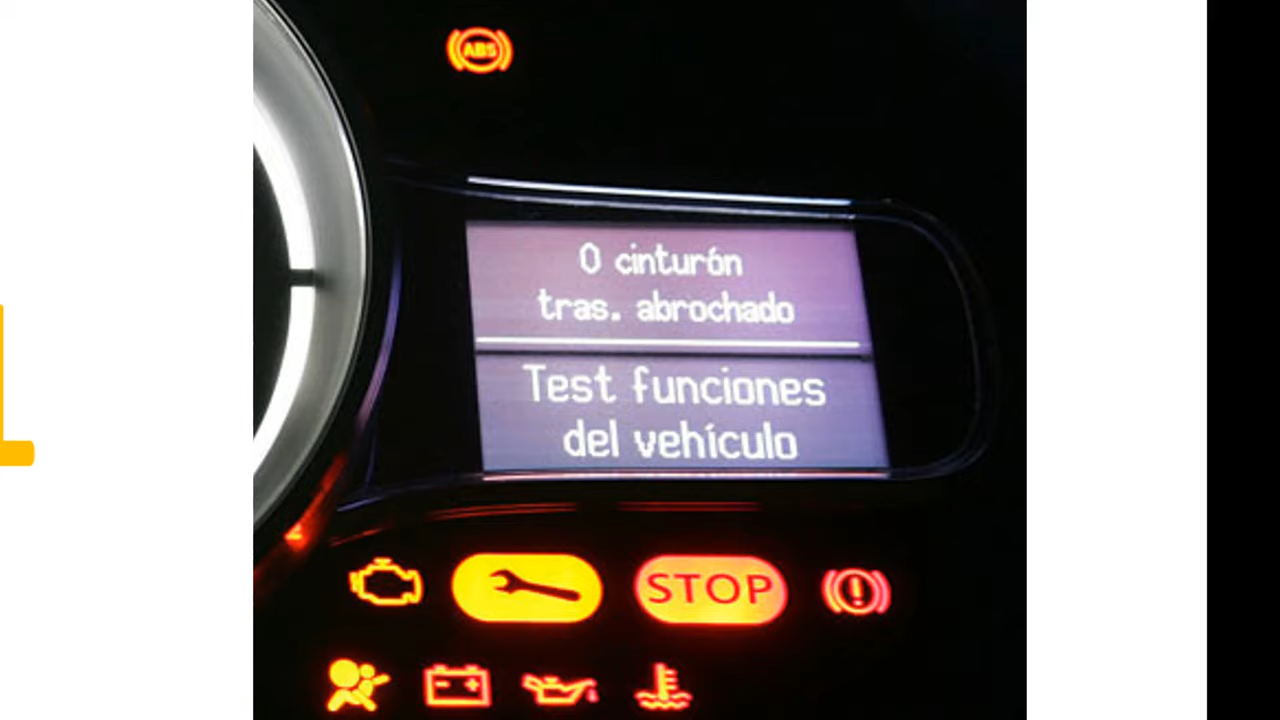 ABS
0 cinturón
tras. abrochado
Test funciones
del vehículo
STOP